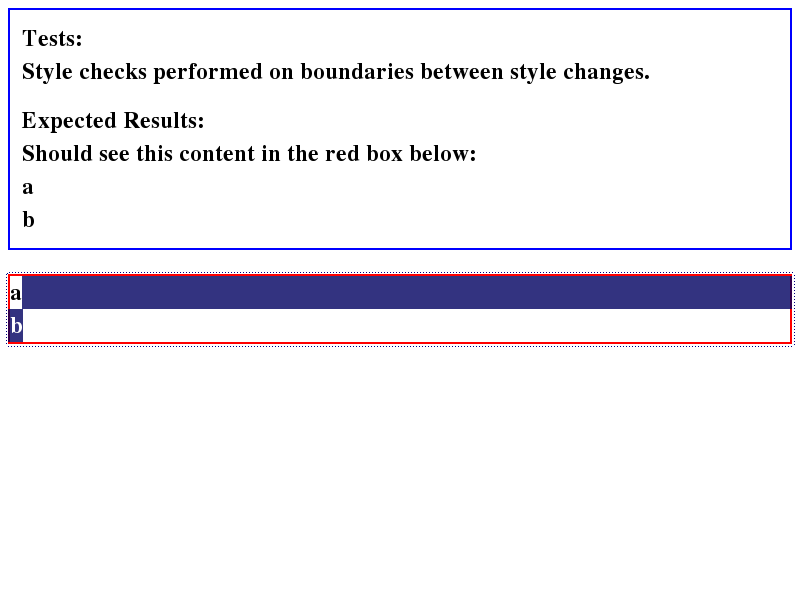 Tests:
Style checks performed on boundaries between style changes.
Expected Results:
Should see this content in the red box below:
a
b
a
b